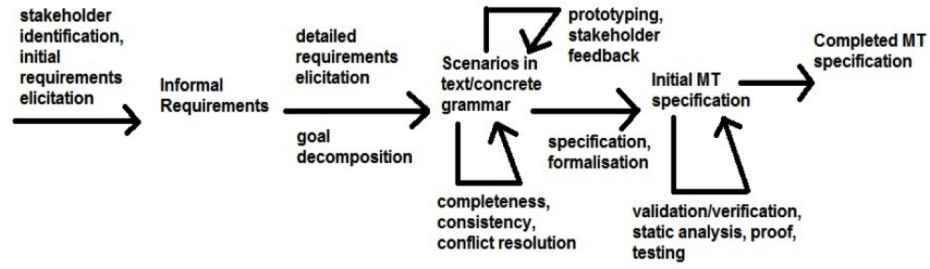 stakeholder
identification,
initial
requirements
elicitation
Informal
Requirements
detailed
requirements
elicitation
goal
decomposition
Scenarios in
text/concrete
grammar
prototyping,
stakeholder
feedback
completeness,
consistency,
conflict resolution
specification,
formalisation
Initial MT
specification
validation/verification,
static analysis, proof,
testing
Completed MT
specification